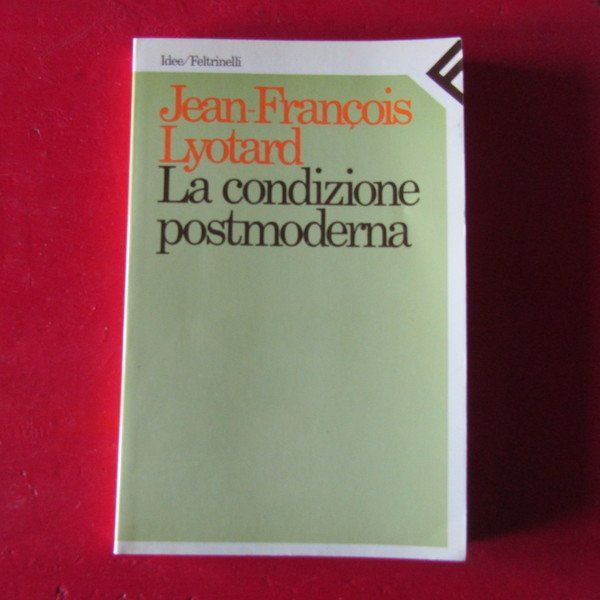 Idee/Feltrinelli
Jean-François
Lyotard
La condizione
postmoderna